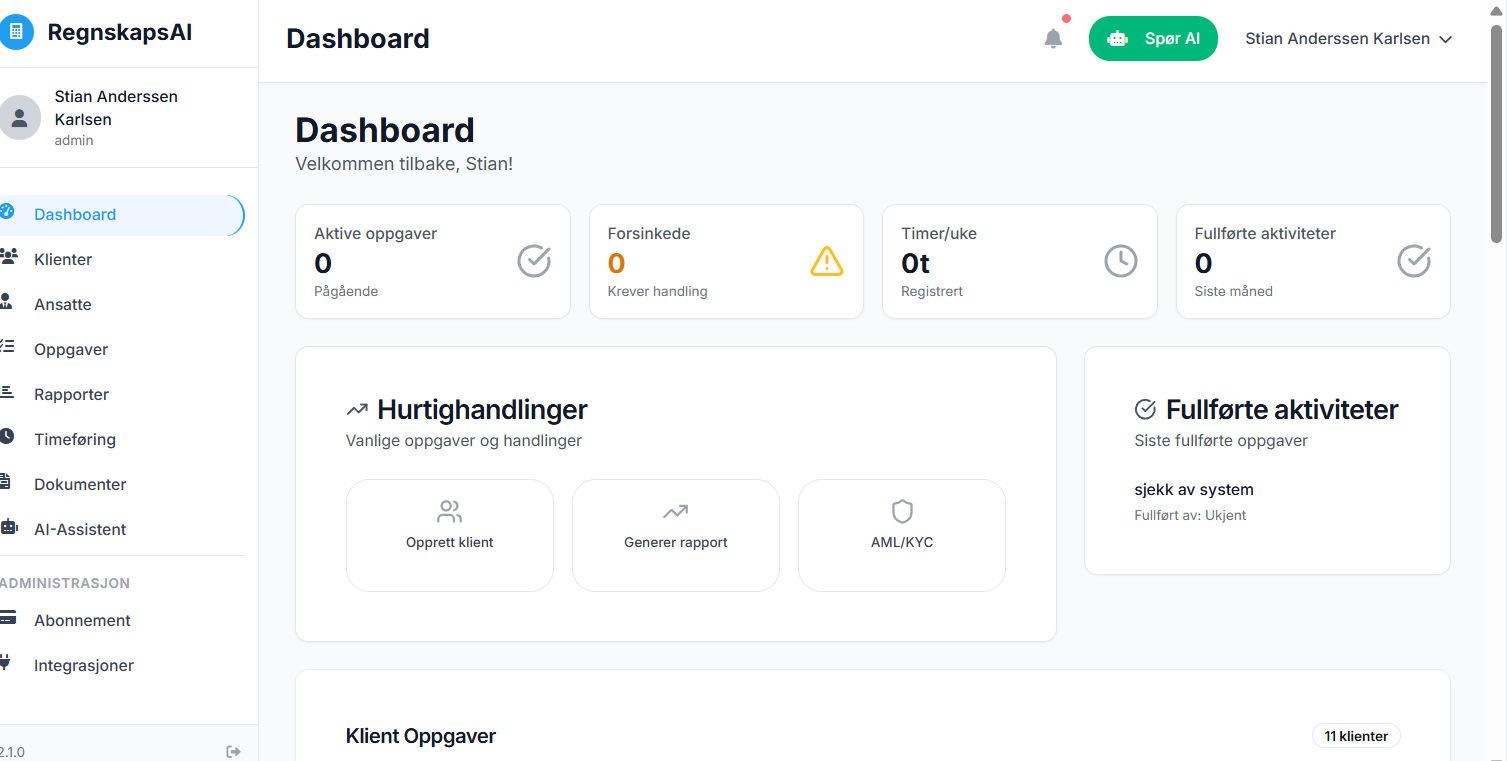 RegnskapsAI
Stian Anderssen
Karlsen
admin
Dashboard
Klienter
Ansatte
Oppgaver
Rapporter
Timeføring
Dokumenter
AI-Assistent
ADMINISTRASJON
Abonnement
Integrasjoner
2.1.0
Dashboard
Spør AI
Stian Anderssen Karlsen
Dashboard
Velkommen tilbake, Stian!
Aktive oppgaver
0
Pågående
Forsinkede
0
Krever handling
Timer/uke
0t
Registrert
Fullførte aktiviteter
0
Siste måned
Hurtighandlinger
Vanlige oppgaver og handlinger
Opprett klient
Generer rapport
AML/KYC
Fullførte aktiviteter
Siste fullførte oppgaver
sjekk av system
Fullført av: Ukjent
Klient Oppgaver
11 klienter